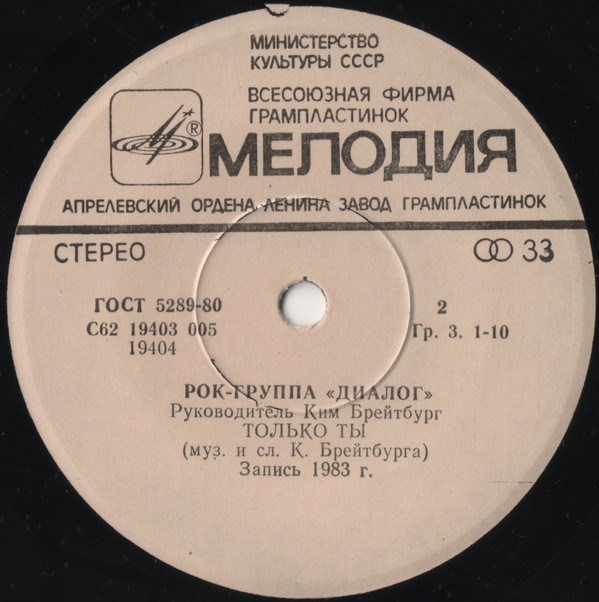 МИНИСТЕРСТВО
КУЛЬТУРЫ СССР
ВСЕСОЮЗНАЯ ФИРМА
ГРАМПЛАСТИНОК
®
МЕЛОДИЯ
АПРЕЛЕВСКИЙ ОРДЕНА ЛЕНИНА ЗАВОД ГРАМПЛАСТИНОК
СТЕРЕО 33
ГОСТ 5289-80 2
С62 19403 005 Гр. 3. 1-10
19404
РОК-ГРУППА «ДИАЛОГ»
Руководитель Ким Брейтбург
ТОЛЬКО ТЫ
(муз. и сл. К. Брейтбурга)
Запись 1983 г.